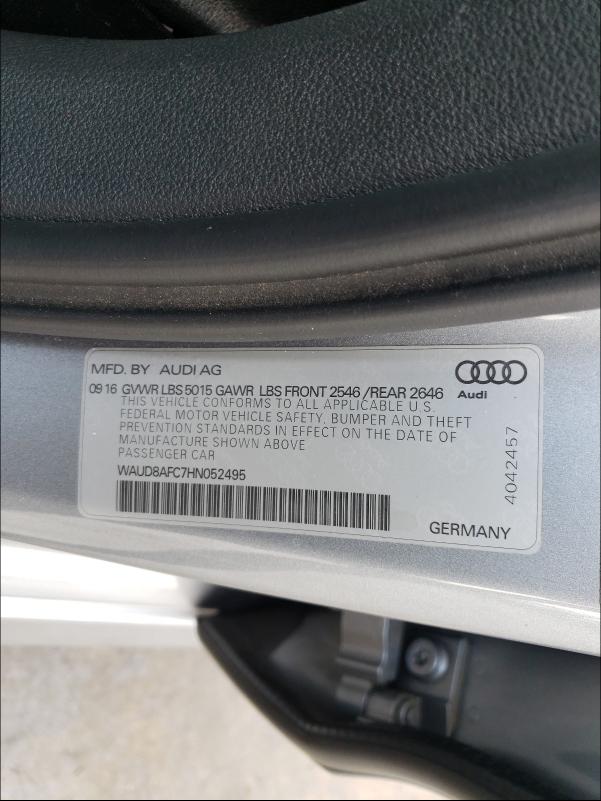 MFD. BY AUDI AG
09 16 GVWR LBS 5015 GAWR LBS FRONT 2546 /REAR 2646
Audi
THIS VEHICLE CONFORMS TO ALL APPLICABLE U.S.
FEDERAL MOTOR VEHICLE SAFETY, BUMPER AND THEFT
PREVENTION STANDARDS IN EFFECT ON THE DATE OF
MANUFACTURE SHOWN ABOVE
PASSENGER CAR
WAUD8AFC7HN052495
4042457
GERMANY